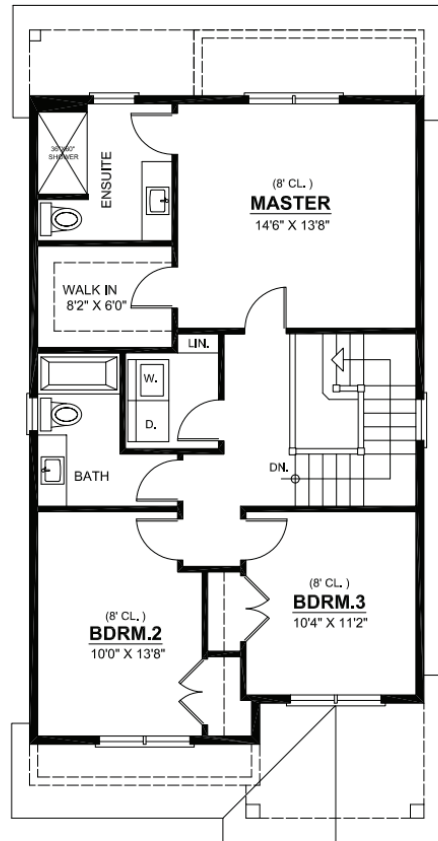 36"X60"
SHOWER
ENSUITE
(8' CL. )
MASTER
14'6" X 13'8"
WALK IN
8'2" X 6'0"
LIN.
W.
D.
BATH
DN.
(8' CL. )
BDRM.2
10'0" X 13'8"
(8' CL. )
BDRM.3
10'4" X 11'2"